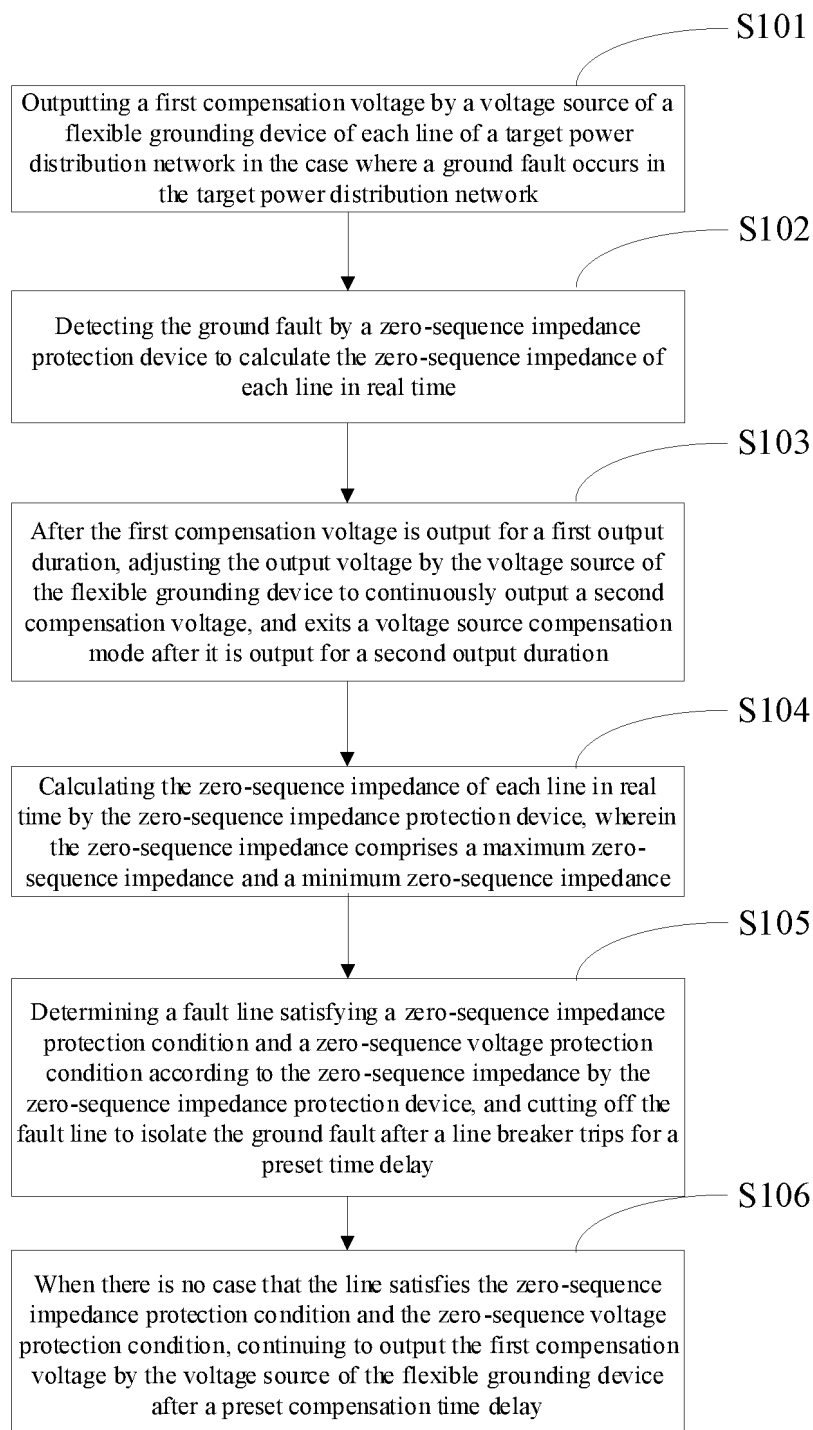 S101
Outputting a first compensation voltage by a voltage source of a
flexible grounding device of each line of a target power
distribution network in the case where a ground fault occurs in
the target power distribution network
S102
Detecting the ground fault by a zero-sequence impedance
protection device to calculate the zero-sequence impedance of
each line in real time
S103
After the first compensation voltage is output for a first output
duration, adjusting the output voltage by the voltage source of
the flexible grounding device to continuously output a second
compensation voltage, and exits a voltage source compensation
mode after it is output for a second output duration
S104
Calculating the zero-sequence impedance of each line in real
time by the zero-sequence impedance protection device, wherein
the zero-sequence impedance comprises a maximum zero-
sequence impedance and a minimum zero-sequence impedance
S105
Determining a fault line satisfying a zero-sequence impedance
protection condition and a zero-sequence voltage protection
condition according to the zero-sequence impedance by the
zero-sequence impedance protection device, and cutting off the
fault line to isolate the ground fault after a line breaker trips for a
preset time delay
S106
When there is no case that the line satisfies the zero-sequence
impedance protection condition and the zero-sequence voltage
protection condition, continuing to output the first compensation
voltage by the voltage source of the flexible grounding device
after a preset compensation time delay